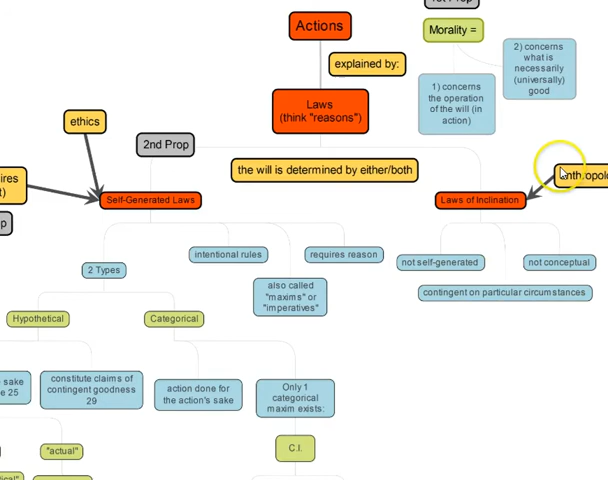 1st Prop
Actions
Morality =
2) concerns
what is
necessarily
(universally)
good
explained by:
1) concerns
the operation
of the will (in
action)
Laws
(think "reasons")
ethics
2nd Prop
the will is determined by either/both
Self-Generated Laws
Laws of Inclination
intentional rules
requires reason
not self-generated
not conceptual
2 Types
also called
"maxims" or
"imperatives"
contingent on particular circumstances
Hypothetical
Categorical
constitute claims of
contingent goodness
29
action done for
the action's sake
Only 1
categorical
maxim exists:
"actual"
C.I.